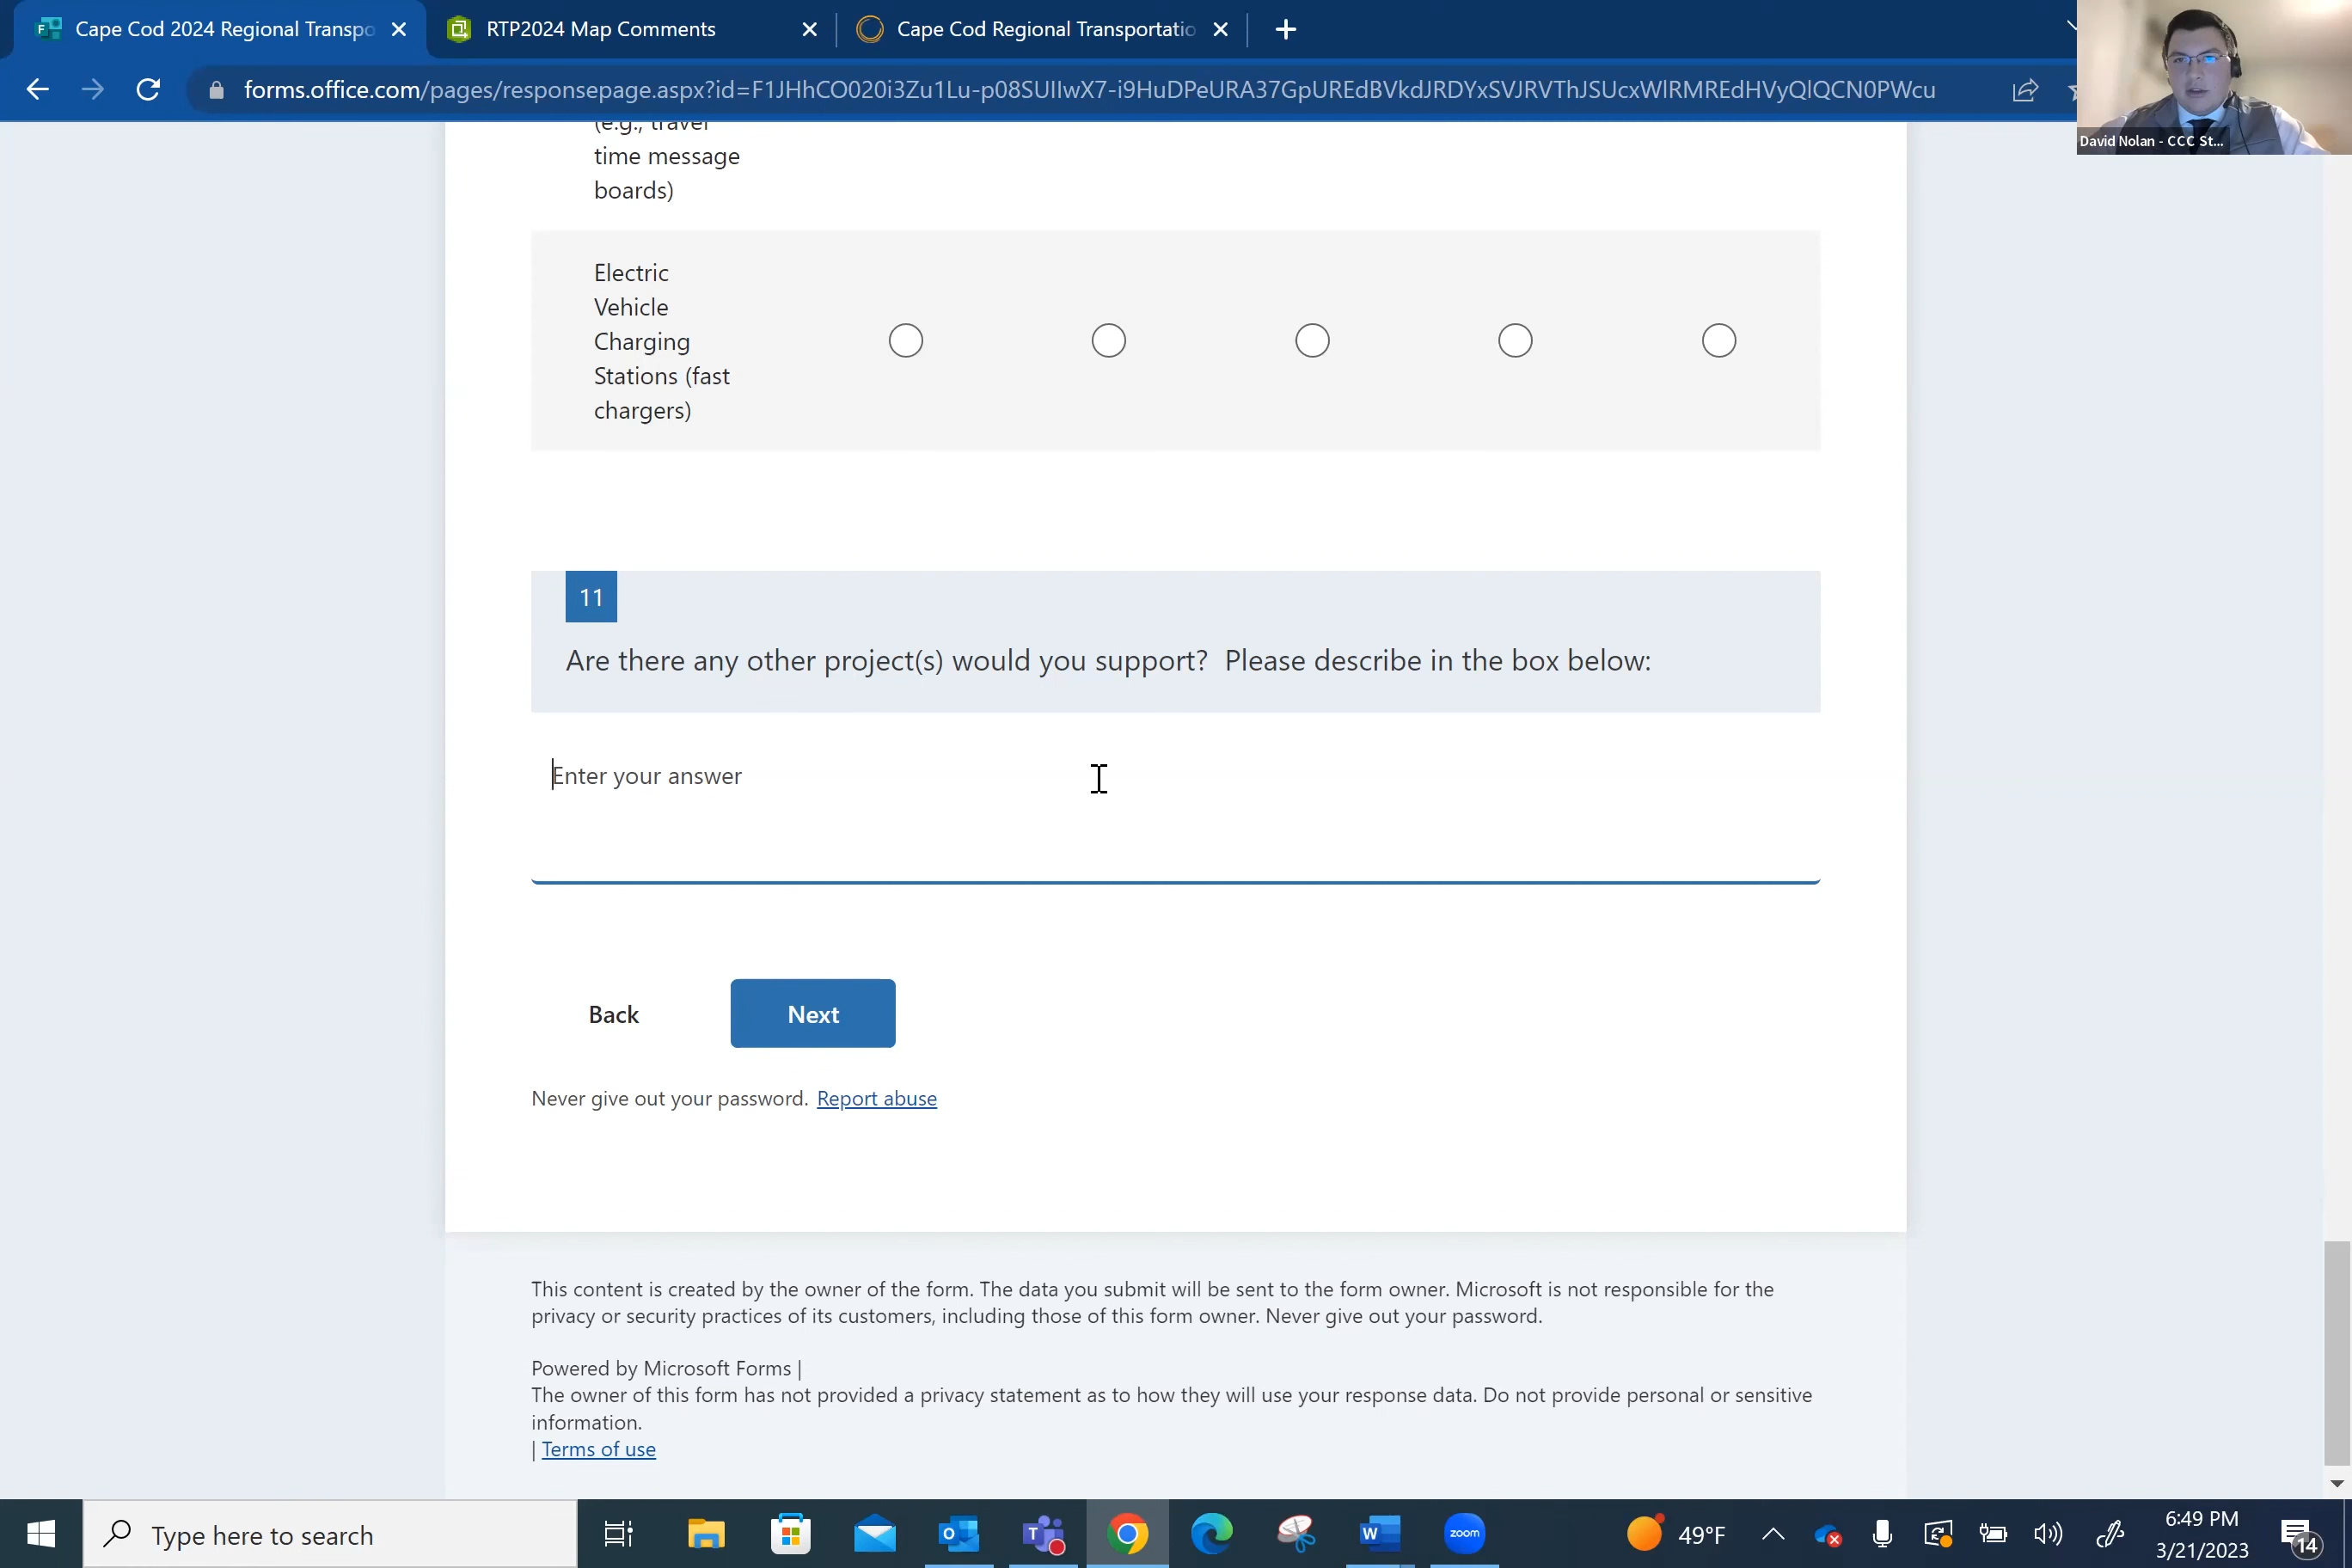 Cape Cod 2024 Regional Transpo
RTP2024 Map Comments
Cape Cod Regional Transportatio
forms.office.com/pages/responsepage.aspx?id=F1JHhCO020i3Zu1Lu-p08SUIIwX7-i9HuDPeURA37GpUREdBVkdJRDYxSVJRVThJSUcxWlRMREdHVyQlQCN0PWcu
David Nolan - CCC St...
(e.g., travel
time message
boards)
Electric
Vehicle
Charging
Stations (fast
chargers)
11
Are there any other project(s) would you support?  Please describe in the box below:
Enter your answer
Back
Next
Never give out your password. Report abuse
This content is created by the owner of the form. The data you submit will be sent to the form owner. Microsoft is not responsible for the
privacy or security practices of its customers, including those of this form owner. Never give out your password.
Powered by Microsoft Forms |
The owner of this form has not provided a privacy statement as to how they will use your response data. Do not provide personal or sensitive
information.
| Terms of use
Type here to search
zoom
49°F
6:49 PM
3/21/2023
14